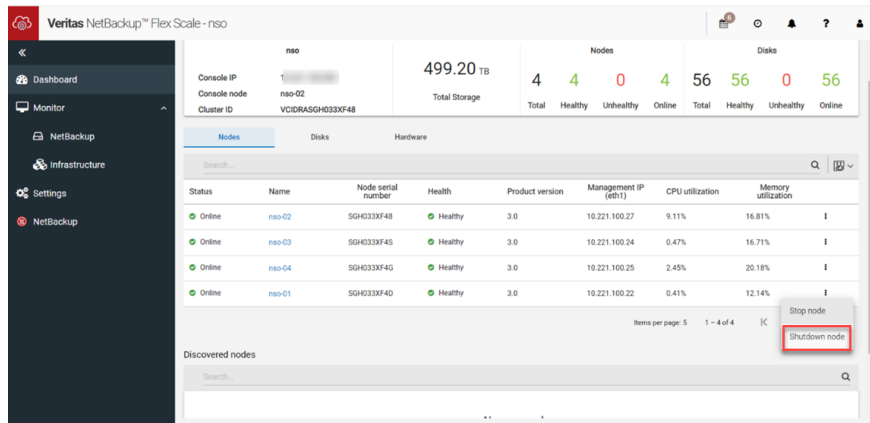 Veritas NetBackup™ Flex Scale - nso
6
?
Dashboard
Monitor
NetBackup
Infrastructure
Settings
NetBackup
nso
Console IP
Console node nso-02
Cluster ID VCIDRASGH033XF48
499.20 TB
Total Storage
Nodes
4 4 0 4
Total Healthy Unhealthy Online
Disks
56 56 0 56
Total Healthy Unhealthy Online
Nodes Disks Hardware
Search...
Status Name Node serial number Health Product version Management IP (eth1) CPU utilization Memory utilization
Online nso-02 SGH033XF48 Healthy 3.0 10.221.100.27 9.11% 16.81%
Online nso-03 SGH033XF4S Healthy 3.0 10.221.100.24 0.47% 16.71%
Online nso-04 SGH033XF4G Healthy 3.0 10.221.100.25 2.45% 20.18%
Online nso-01 SGH033XF4D Healthy 3.0 10.221.100.22 0.41% 12.14%
Items per page: 5 1 – 4 of 4
Stop node
Shutdown node
Discovered nodes
Search...